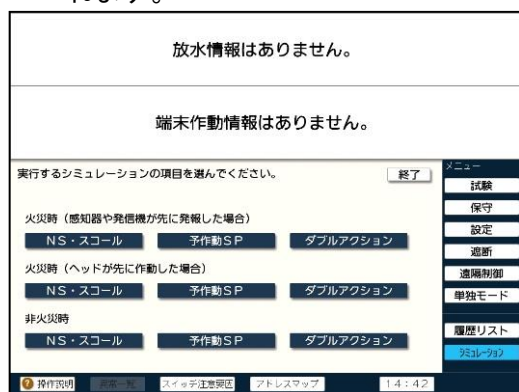 れます。
放水情報はありません。
端末作動情報はありません。
実行するシミュレーションの項目を選んでください。 終了
火災時（感知器や発信機が先に発報した場合）
ＮＳ・スコール 予作動ＳＰ ダブルアクション
火災時（ヘッドが先に作動した場合）
ＮＳ・スコール 予作動ＳＰ ダブルアクション
非火災時
ＮＳ・スコール 予作動ＳＰ ダブルアクション
メニュー
試験
保守
設定
遮断
遠隔制御
単独モード
履歴リスト
シミュレーション
? 操作説明 スイッチ注意要因 アドレスマップ 14:42